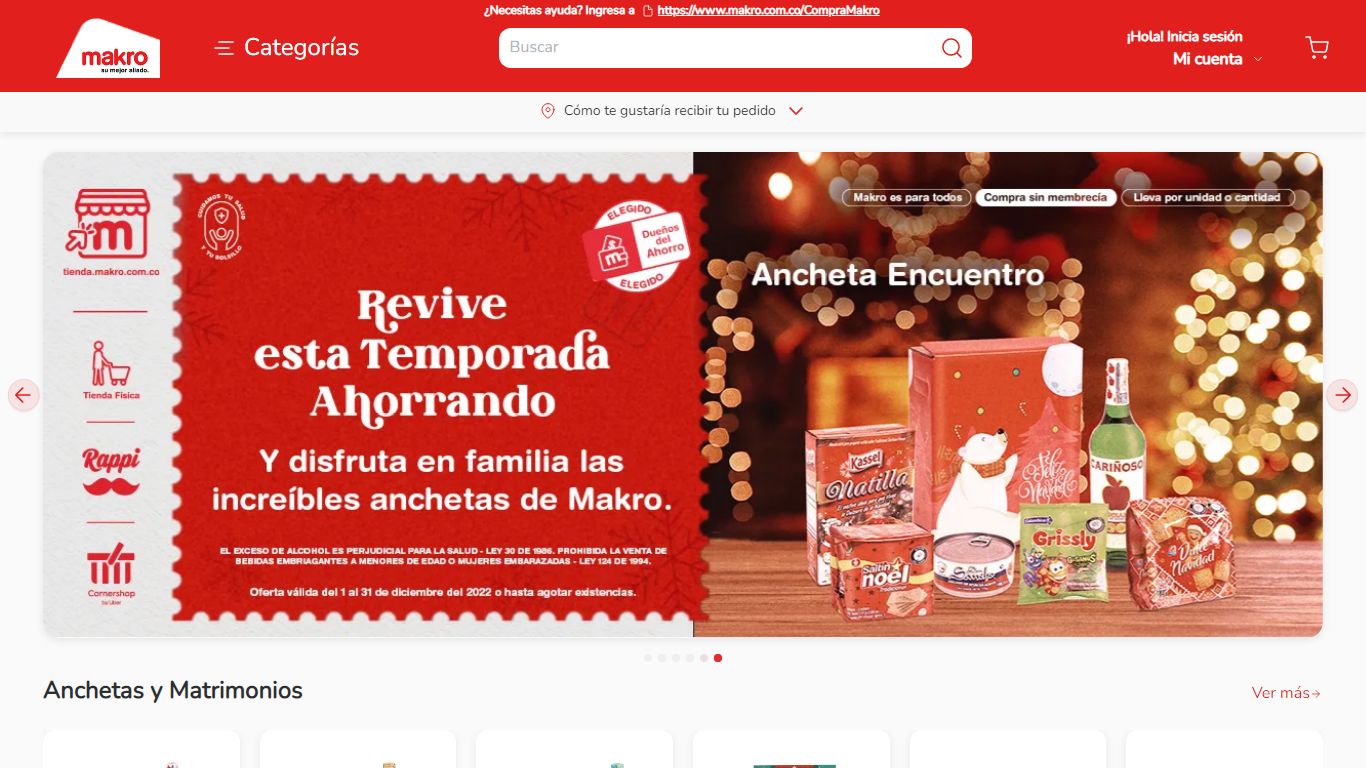 ¿Necesitas ayuda? Ingresa a https://www.makro.com.co/CompraMakro
makro
su mejor aliado.
Categorías
Buscar
¡Hola! Inicia sesión
Mi cuenta
Cómo te gustaría recibir tu pedido
tienda.makro.com.co
Tienda Física
Rappi
Cornershop
by Uber
CUIDAMOS TU SALUD
Y TU BOLSILLO
ELEGIDO
Dueños
del
Ahorro
ELEGIDO
Revive
esta Temporada
Ahorrando
Y disfruta en familia las
increíbles anchetas de Makro.
EL EXCESO DE ALCOHOL ES PERJUDICIAL PARA LA SALUD - LEY 30 DE 1986. PROHIBIDA LA VENTA DE
BEBIDAS EMBRIAGANTES A MENORES DE EDAD O MUJERES EMBARAZADAS - LEY 124 DE 1994.
Oferta válida del 1 al 31 de diciembre del 2022 o hasta agotar existencias.
Makro es para todos
Compra sin membrecía
Lleva por unidad o cantidad
Ancheta Encuentro
Kassel
Natilla
Saltín
noel
Tradicional
Feliz
Navidad
CARIÑOSO
Grissly
Dulce
Navidad
Anchetas y Matrimonios
Ver más